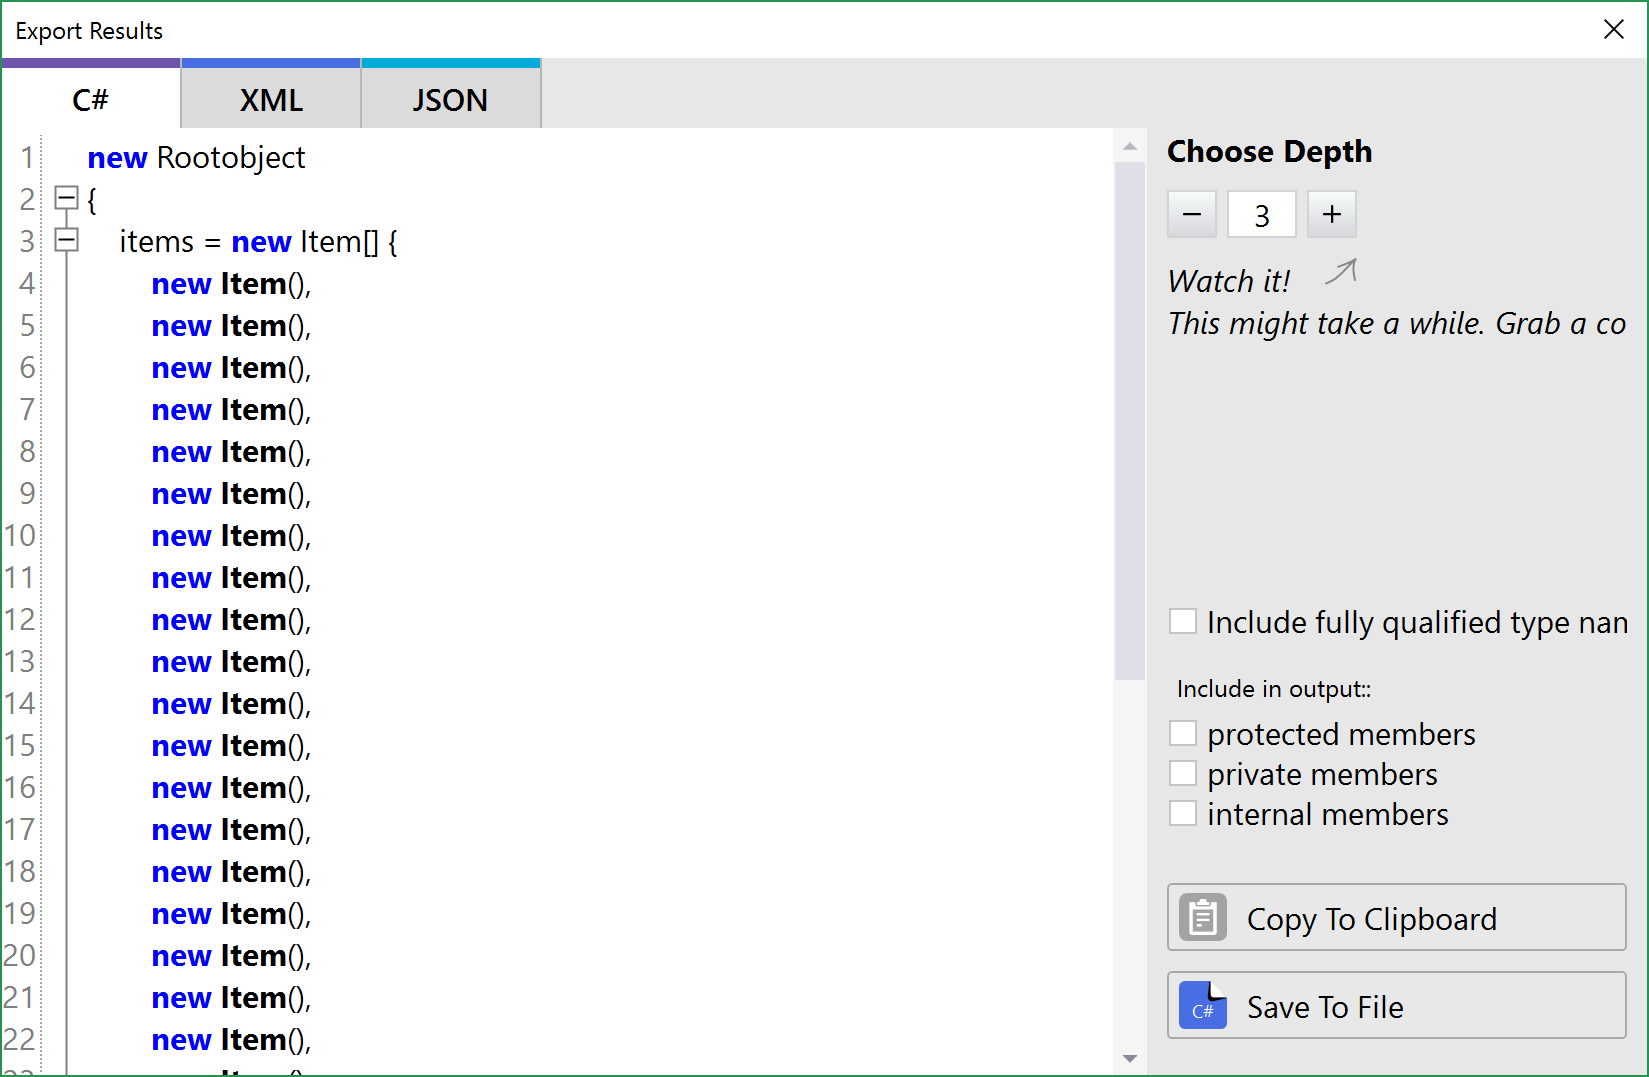 Export Results
C#
XML
JSON
1 new Rootobject
2 {
3 items = new Item[] {
4 new Item(),
5 new Item(),
6 new Item(),
7 new Item(),
8 new Item(),
9 new Item(),
10 new Item(),
11 new Item(),
12 new Item(),
13 new Item(),
14 new Item(),
15 new Item(),
16 new Item(),
17 new Item(),
18 new Item(),
19 new Item(),
20 new Item(),
21 new Item(),
22 new Item(),
Choose Depth
− 3 +
Watch it!
This might take a while. Grab a co
Include fully qualified type nan
Include in output::
protected members
private members
internal members
Copy To Clipboard
C# Save To File